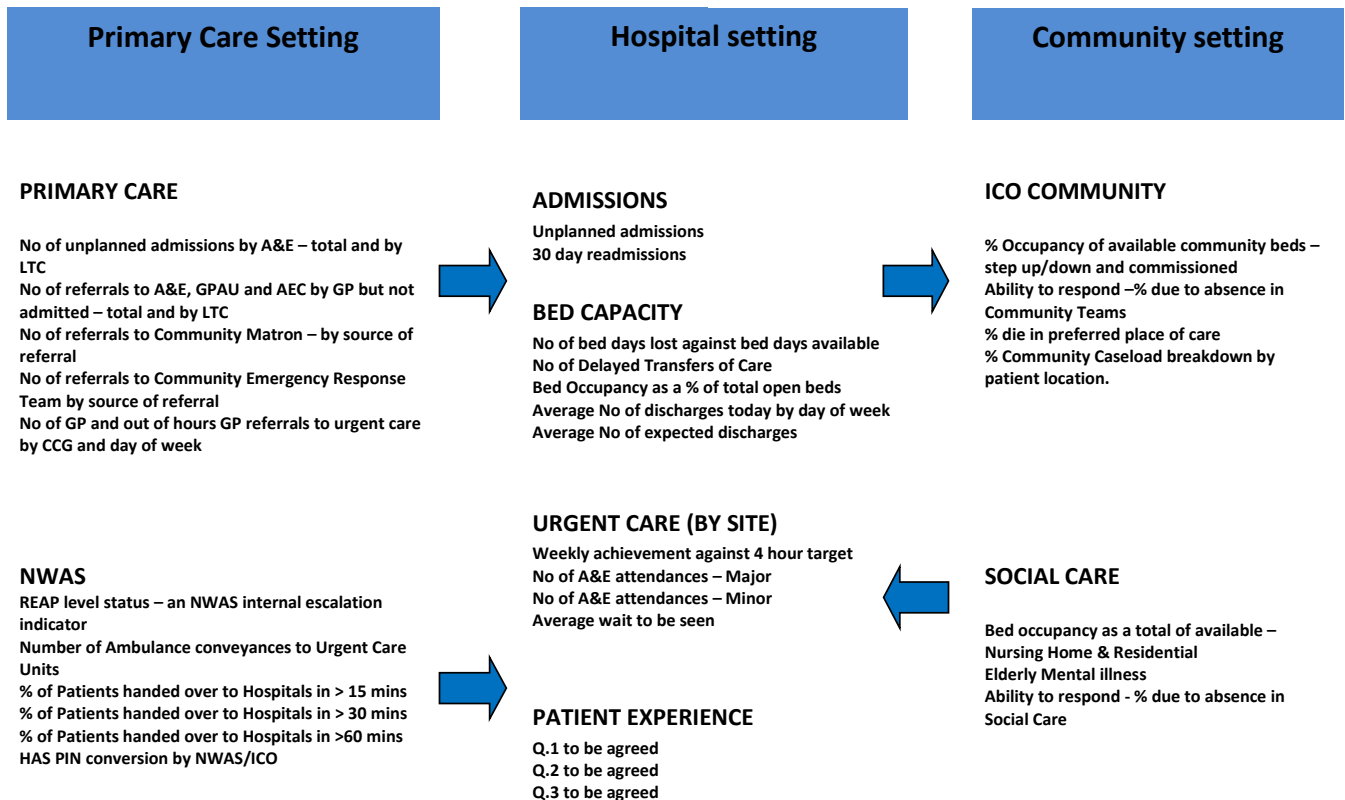 Primary Care Setting
Hospital setting
Community setting
PRIMARY CARE
No of unplanned admissions by A&E – total and by
LTC
No of referrals to A&E, GPAU and AEC by GP but not
admitted – total and by LTC
No of referrals to Community Matron – by source of
referral
No of referrals to Community Emergency Response
Team by source of referral
No of GP and out of hours GP referrals to urgent care
by CCG and day of week
NWAS
REAP level status – an NWAS internal escalation
indicator
Number of Ambulance conveyances to Urgent Care
Units
% of Patients handed over to Hospitals in > 15 mins
% of Patients handed over to Hospitals in > 30 mins
% of Patients handed over to Hospitals in >60 mins
HAS PIN conversion by NWAS/ICO
ADMISSIONS
Unplanned admissions
30 day readmissions
BED CAPACITY
No of bed days lost against bed days available
No of Delayed Transfers of Care
Bed Occupancy as a % of total open beds
Average No of discharges today by day of week
Average No of expected discharges
URGENT CARE (BY SITE)
Weekly achievement against 4 hour target
No of A&E attendances – Major
No of A&E attendances – Minor
Average wait to be seen
PATIENT EXPERIENCE
Q.1 to be agreed
Q.2 to be agreed
Q.3 to be agreed
ICO COMMUNITY
% Occupancy of available community beds –
step up/down and commissioned
Ability to respond –% due to absence in
Community Teams
% die in preferred place of care
% Community Caseload breakdown by
patient location.
SOCIAL CARE
Bed occupancy as a total of available –
Nursing Home & Residential
Elderly Mental illness
Ability to respond - % due to absence in
Social Care